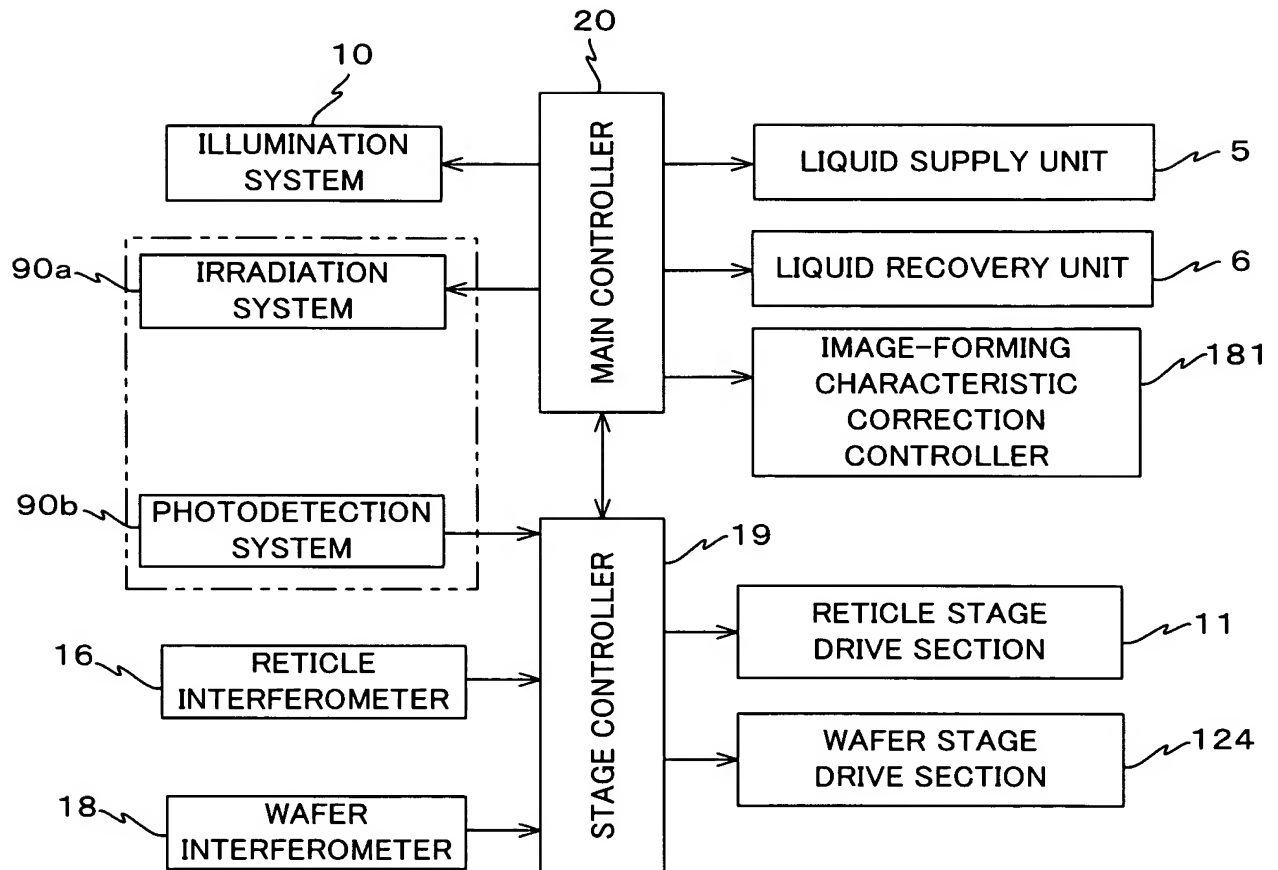 20
10
ILLUMINATION
SYSTEM
MAIN CONTROLLER
LIQUID SUPPLY UNIT
5
90a
IRRADIATION
SYSTEM
LIQUID RECOVERY UNIT
6
IMAGE-FORMING
CHARACTERISTIC
CORRECTION
CONTROLLER
181
90b
PHOTODETECTION
SYSTEM
STAGE CONTROLLER
19
RETICLE STAGE
DRIVE SECTION
11
16
RETICLE
INTERFEROMETER
WAFER STAGE
DRIVE SECTION
124
18
WAFER
INTERFEROMETER